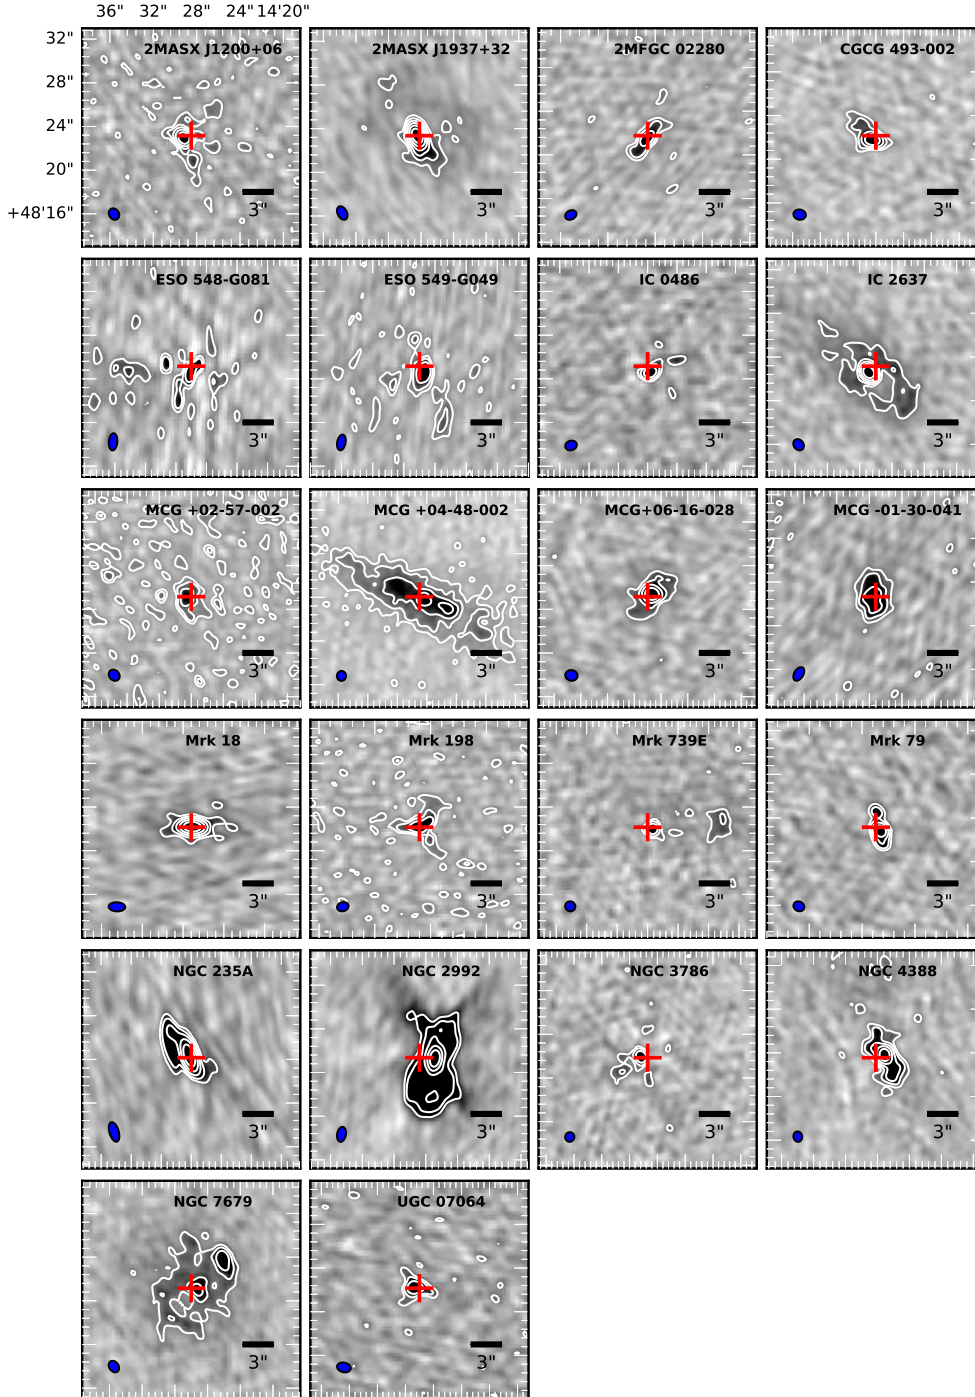 36" 32" 28" 24" 14'20"
32"
28"
24"
20"
+48'16"
2MASX J1200+06
3"
2MASX J1937+32
3"
2MFGC 02280
3"
CGCG 493-002
3"
ESO 548-G081
3"
ESO 549-G049
3"
IC 0486
3"
IC 2637
3"
MCG +02-57-002
3"
MCG +04-48-002
3"
MCG+06-16-028
3"
MCG -01-30-041
3"
Mrk 18
3"
Mrk 198
3"
Mrk 739E
3"
Mrk 79
3"
NGC 235A
3"
NGC 2992
3"
NGC 3786
3"
NGC 4388
3"
NGC 7679
3"
UGC 07064
3"